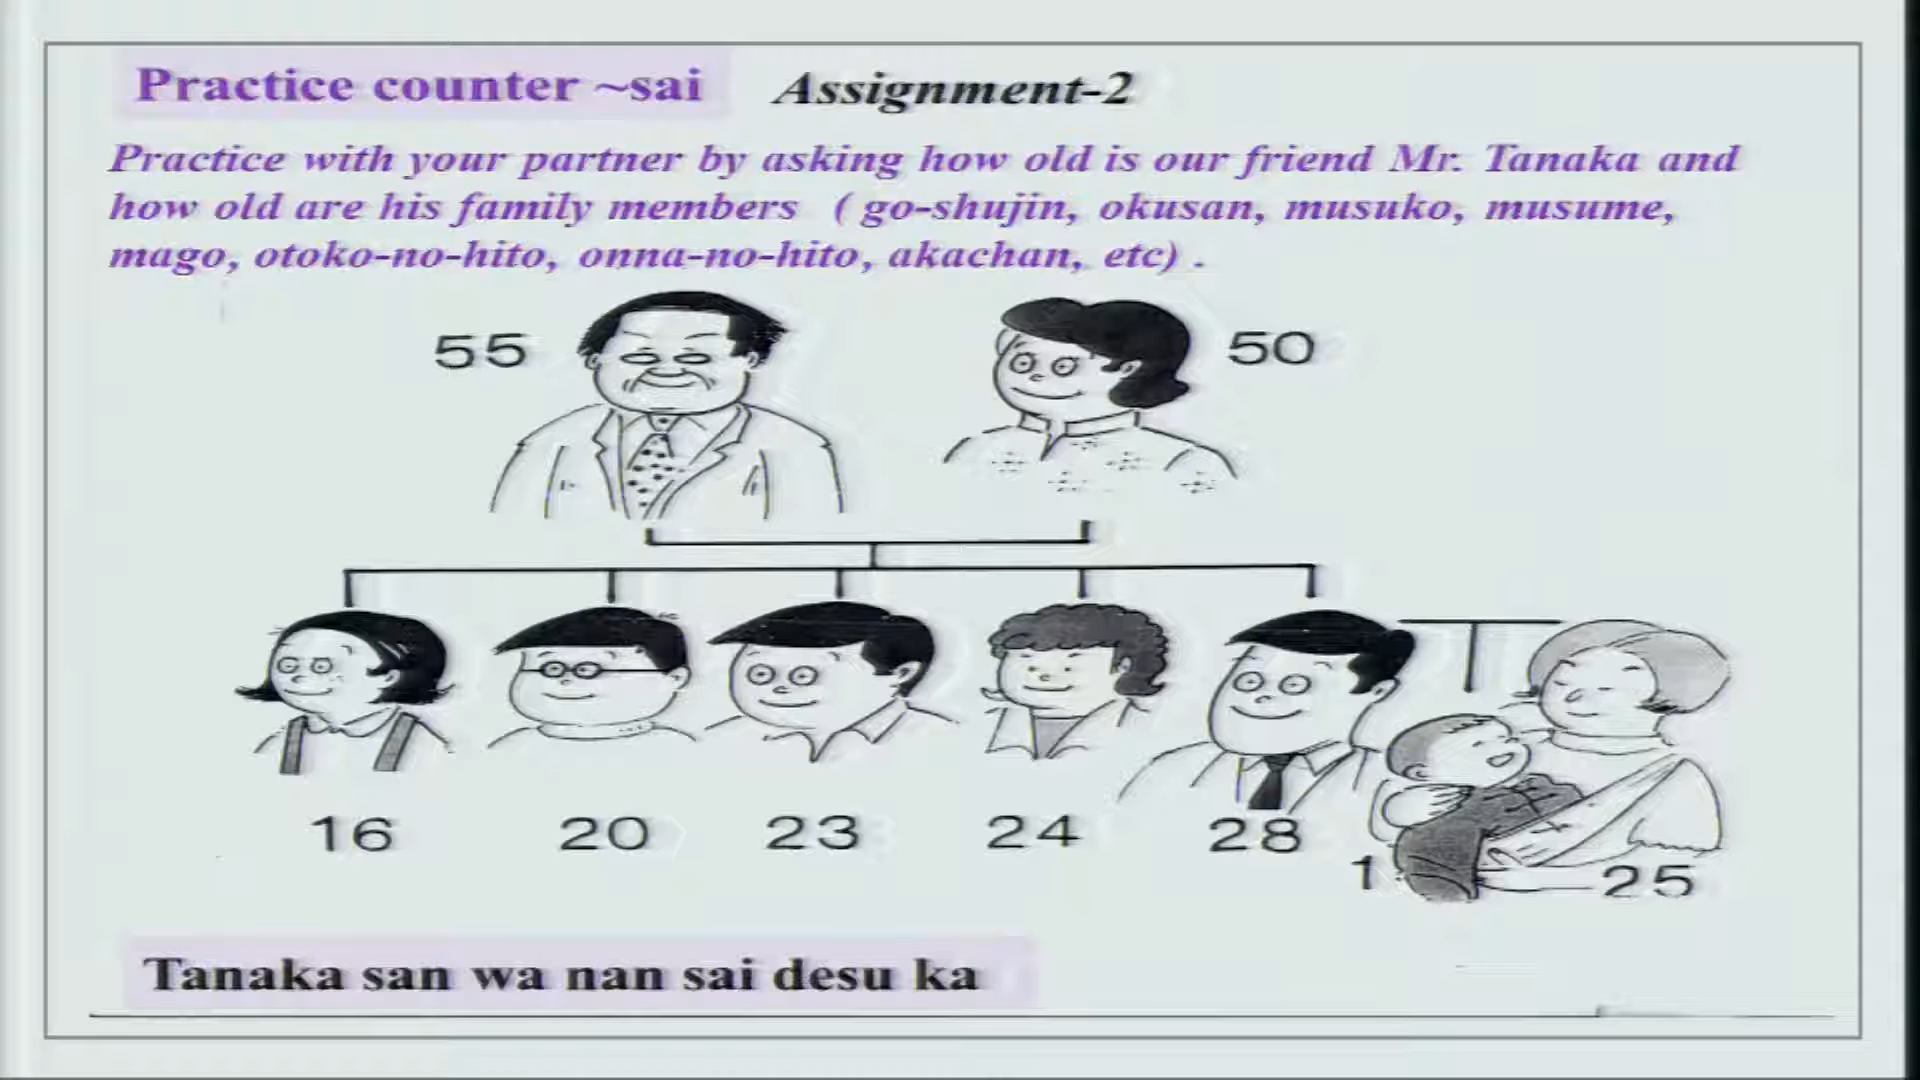 Practice counter ~sai Assignment-2
Practice with your partner by asking how old is our friend Mr. Tanaka and
how old are his family members ( go-shujin, okusan, musuko, musume,
mago, otoko-no-hito, onna-no-hito, akachan, etc) .
55 50
16 20 23 24 28
1 25
Tanaka san wa nan sai desu ka